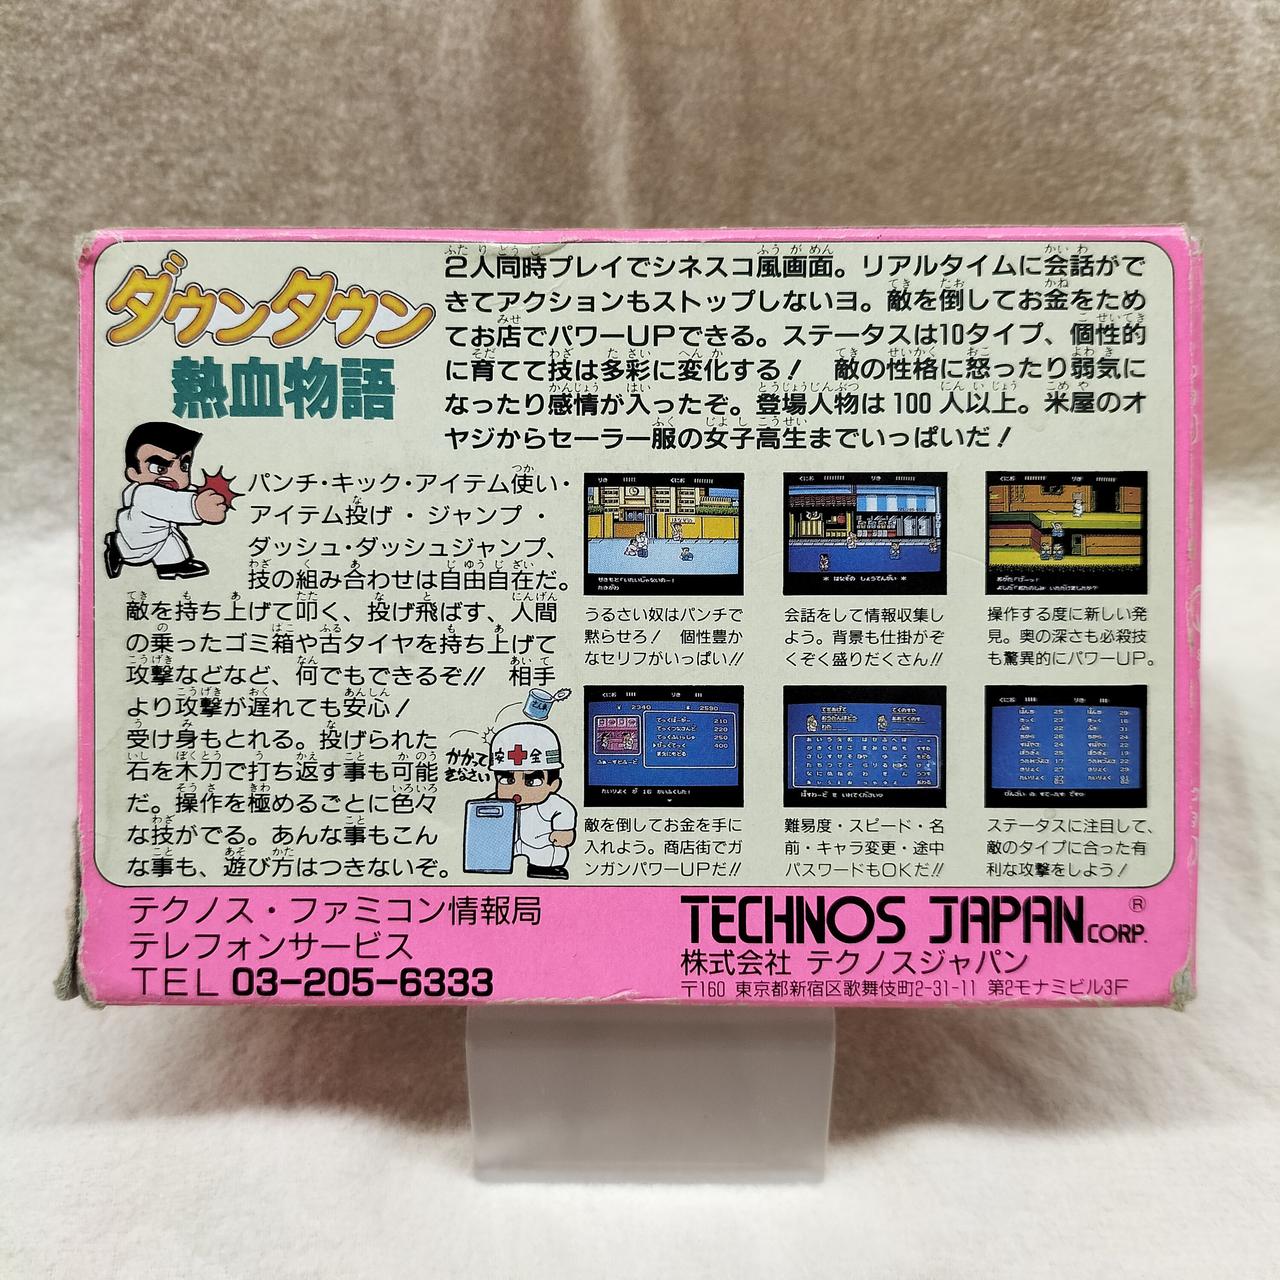 ダウンタウン
熱血物語
2人同時プレイでシネスコ風画面。リアルタイムに会話がで
きてアクションもストップしないヨ。敵を倒してお金をため
てお店でパワーUPできる。ステータスは10タイプ、個性的
に育てて技は多彩に変化する! 敵の性格に怒ったり弱気に
なったり感情が入ったぞ。登場人物は100人以上。米屋のオ
ヤジからセーラー服の女子高生までいっぱいだ!
パンチ・キック・アイテム使い・
アイテム投げ・ジャンプ・
ダッシュ・ダッシュジャンプ、
技の組み合わせは自由自在だ。
敵を持ち上げて叩く、投げ飛ばす、人間
の乗ったゴミ箱や古タイヤを持ち上げて
攻撃などなど、何でもできるぞ!! 相手
より攻撃が遅れても安心!
受け身もとれる。投げられた
石を木刀で打ち返す事も可能
だ。操作を極めるごとに色々
な技がでる。あんな事もこん
な事も、遊び方はつきないぞ。
かかって
きなさい
安全
うるさい奴はパンチで
黙らせろ! 個性豊か
なセリフがいっぱい!!
会話をして情報収集し
よう。背景も仕掛がぞ
くぞく盛りだくさん!!
操作する度に新しい発
見。奥の深さも必殺技
も驚異的にパワーUP。
敵を倒してお金を手に
入れよう。商店街でガ
ンガンパワーUPだ!!
難易度・スピード・名
前・キャラ変更・途中
パスワードもOKだ!!
ステータスに注目して、
敵のタイプに合った有
利な攻撃をしよう!
テクノス・ファミコン情報局
テレフォンサービス
TEL 03-205-6333
TECHNOS JAPAN CORP. ®
株式会社 テクノスジャパン
〒160 東京都新宿区歌舞伎町2-31-11 第2モナミビル3F